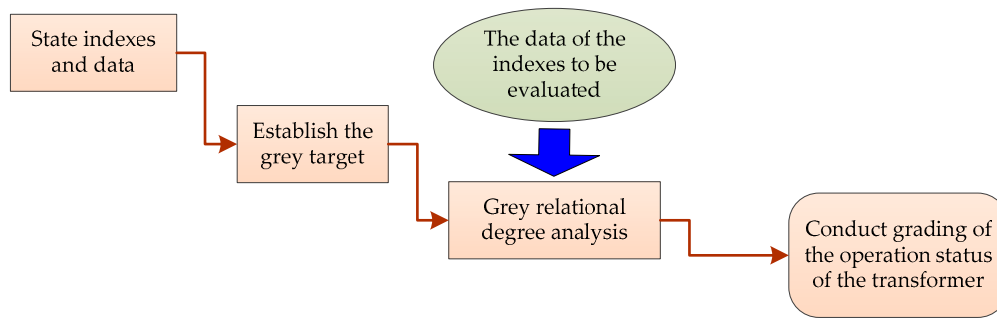 State indexes
and data
The data of the
indexes to be
evaluated
Establish the
grey target
Grey relational
degree analysis
Conduct grading of
the operation status
of the transformer